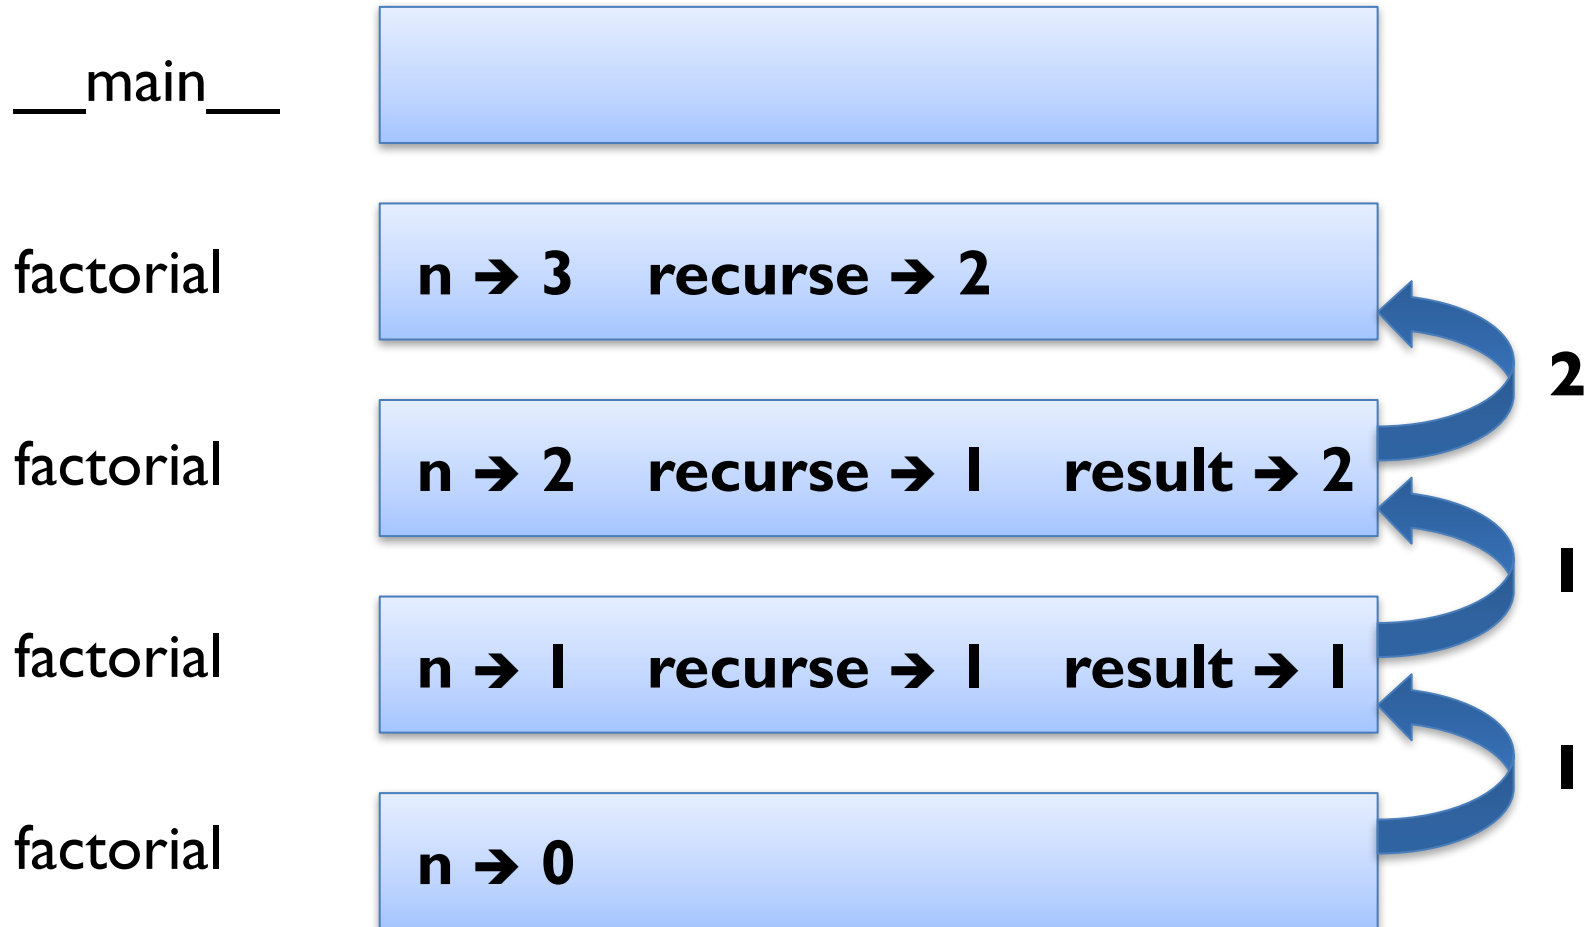 __main__
factorial n → 3 recurse → 2
2
factorial n → 2 recurse → 1 result → 2
1
factorial n → 1 recurse → 1 result → 1
1
factorial n → 0